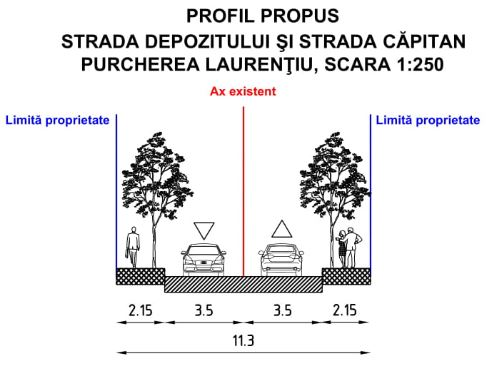 PROFIL PROPUS
STRADA DEPOZITULUI ŞI STRADA CĂPITAN
PURCHEREA LAURENŢIU, SCARA 1:250
Ax existent
Limită proprietate
Limită proprietate
2.15
3.5
3.5
2.15
11.3